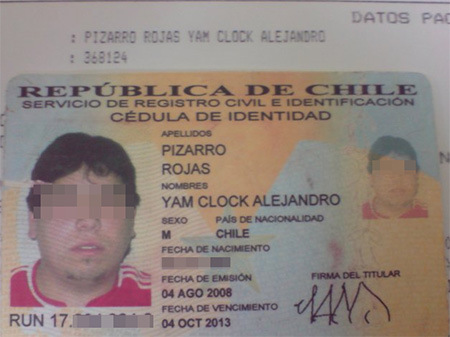 DATOS PAC
: PIZARRO ROJAS YAM CLOCK ALEJANDRO
: 368124
REPÚBLICA DE CHILE
SERVICIO DE REGISTRO CIVIL E IDENTIFICACIÓN
CÉDULA DE IDENTIDAD
APELLIDOS
PIZARRO
ROJAS
NOMBRES
YAM CLOCK ALEJANDRO
SEXO PAÍS DE NACIONALIDAD
M CHILE
FECHA DE NACIMIENTO
FECHA DE EMISIÓN FIRMA DEL TITULAR
04 AGO 2008
FECHA DE VENCIMIENTO
RUN 17. 04 OCT 2013